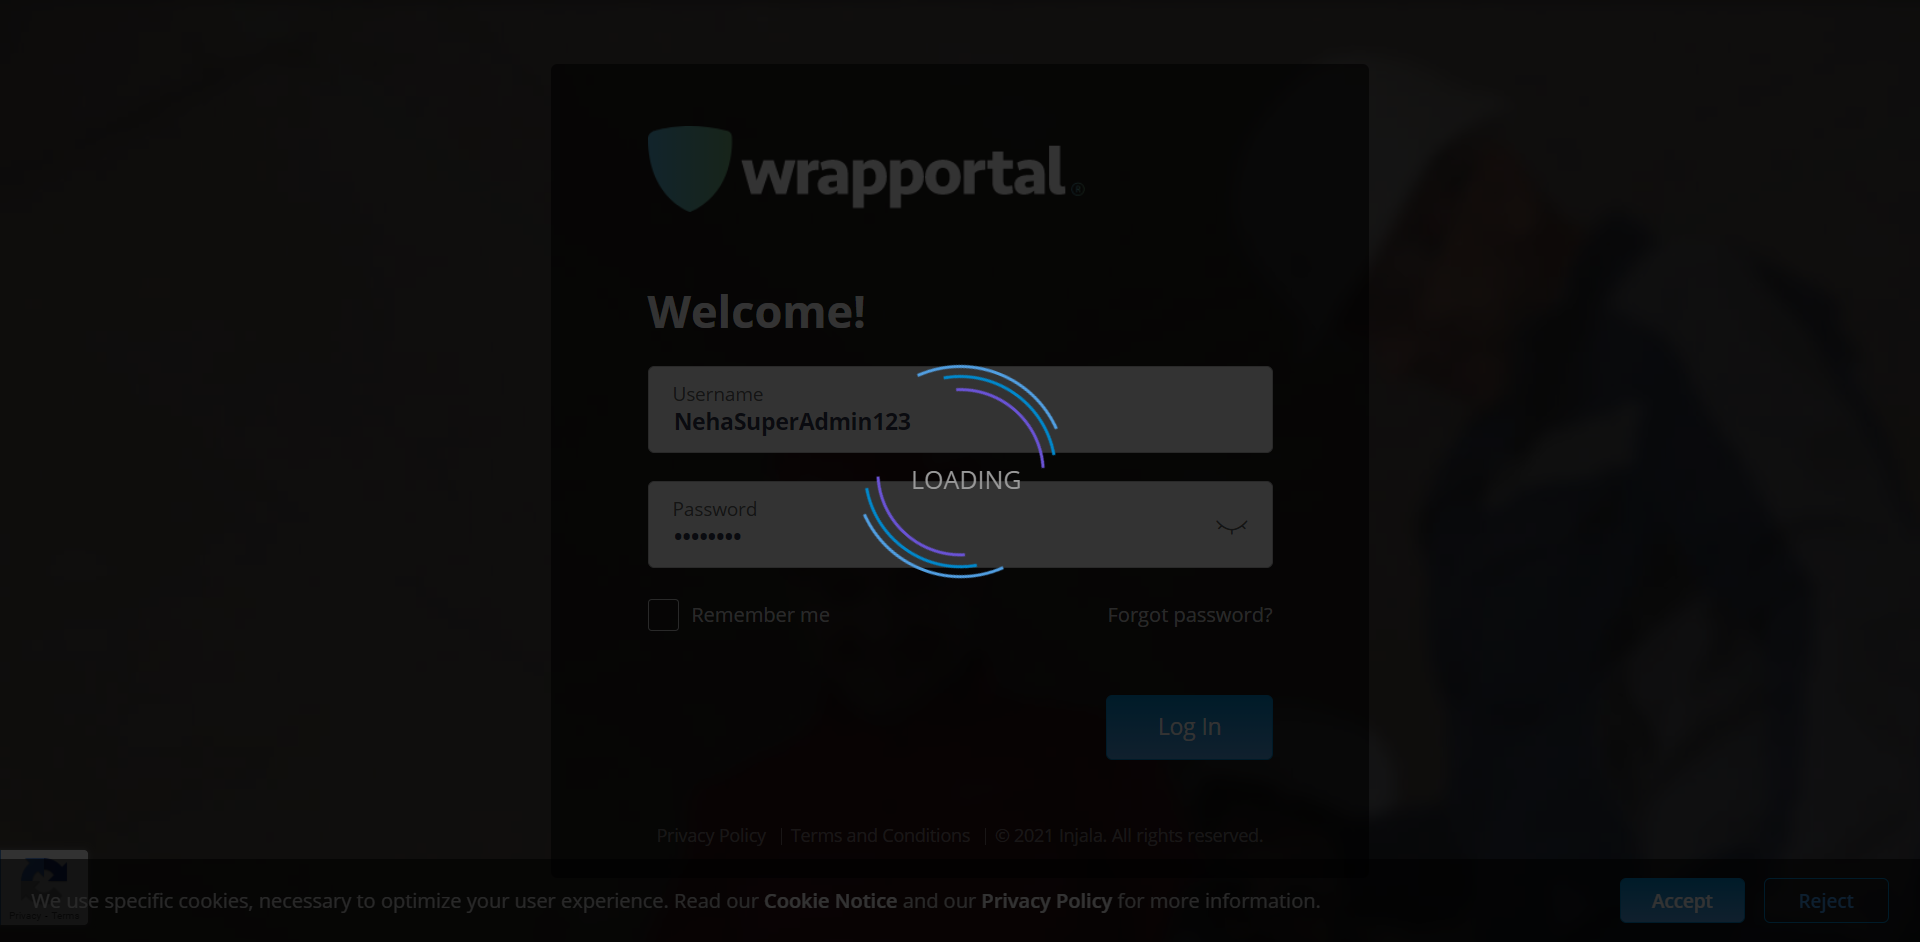 wrapportal®
Welcome!
Username
NehaSuperAdmin123
LOADING
Password
••••••••
Remember me
Forgot password?
Log In
Privacy Policy | Terms and Conditions | © 2021 Injala. All rights reserved.
We use specific cookies, necessary to optimize your user experience. Read our Cookie Notice and our Privacy Policy for more information.
Accept
Reject
Privacy - Terms